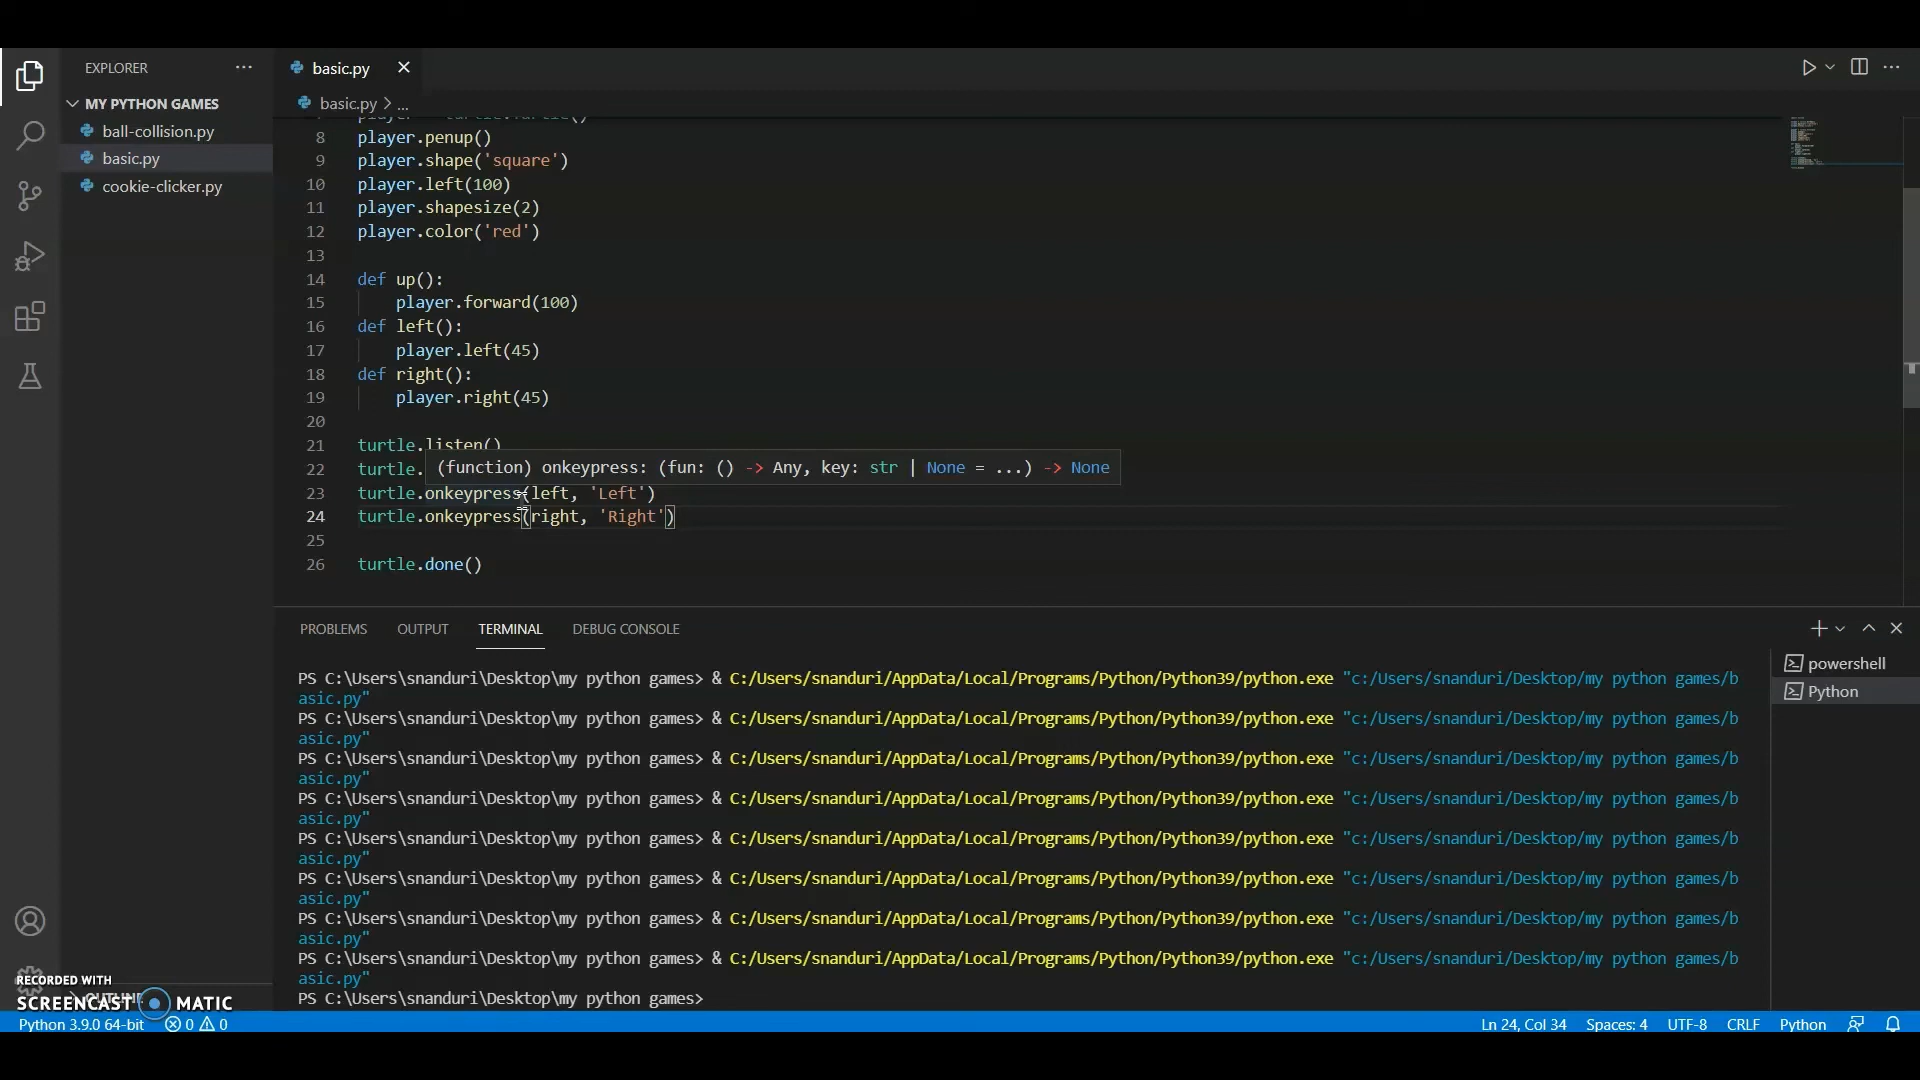 EXPLORER
basic.py
MY PYTHON GAMES
basic.py > ...
ball-collision.py
basic.py
cookie-clicker.py
8 player.penup()
9 player.shape('square')
10 player.left(100)
11 player.shapesize(2)
12 player.color('red')
13
14 def up():
15 player.forward(100)
16 def left():
17 player.left(45)
18 def right():
19 player.right(45)
20
21 turtle.listen()
22 turtle.
(function) onkeypress: (fun: () -> Any, key: str | None = ...) -> None
23 turtle.onkeypress(left, 'Left')
24 turtle.onkeypress(right, 'Right')
25
26 turtle.done()
PROBLEMS OUTPUT TERMINAL DEBUG CONSOLE
powershell
Python
PS C:\Users\snanduri\Desktop\my python games> & C:/Users/snanduri/AppData/Local/Programs/Python/Python39/python.exe "c:/Users/snanduri/Desktop/my python games/b
asic.py"
PS C:\Users\snanduri\Desktop\my python games> & C:/Users/snanduri/AppData/Local/Programs/Python/Python39/python.exe "c:/Users/snanduri/Desktop/my python games/b
asic.py"
PS C:\Users\snanduri\Desktop\my python games> & C:/Users/snanduri/AppData/Local/Programs/Python/Python39/python.exe "c:/Users/snanduri/Desktop/my python games/b
asic.py"
PS C:\Users\snanduri\Desktop\my python games> & C:/Users/snanduri/AppData/Local/Programs/Python/Python39/python.exe "c:/Users/snanduri/Desktop/my python games/b
asic.py"
PS C:\Users\snanduri\Desktop\my python games> & C:/Users/snanduri/AppData/Local/Programs/Python/Python39/python.exe "c:/Users/snanduri/Desktop/my python games/b
asic.py"
PS C:\Users\snanduri\Desktop\my python games> & C:/Users/snanduri/AppData/Local/Programs/Python/Python39/python.exe "c:/Users/snanduri/Desktop/my python games/b
asic.py"
PS C:\Users\snanduri\Desktop\my python games> & C:/Users/snanduri/AppData/Local/Programs/Python/Python39/python.exe "c:/Users/snanduri/Desktop/my python games/b
asic.py"
PS C:\Users\snanduri\Desktop\my python games> & C:/Users/snanduri/AppData/Local/Programs/Python/Python39/python.exe "c:/Users/snanduri/Desktop/my python games/b
asic.py"
PS C:\Users\snanduri\Desktop\my python games>
RECORDED WITH
SCREENCAST MATIC
Python 3.9.0 64-bit 0 0 Ln 24, Col 34 Spaces: 4 UTF-8 CRLF Python